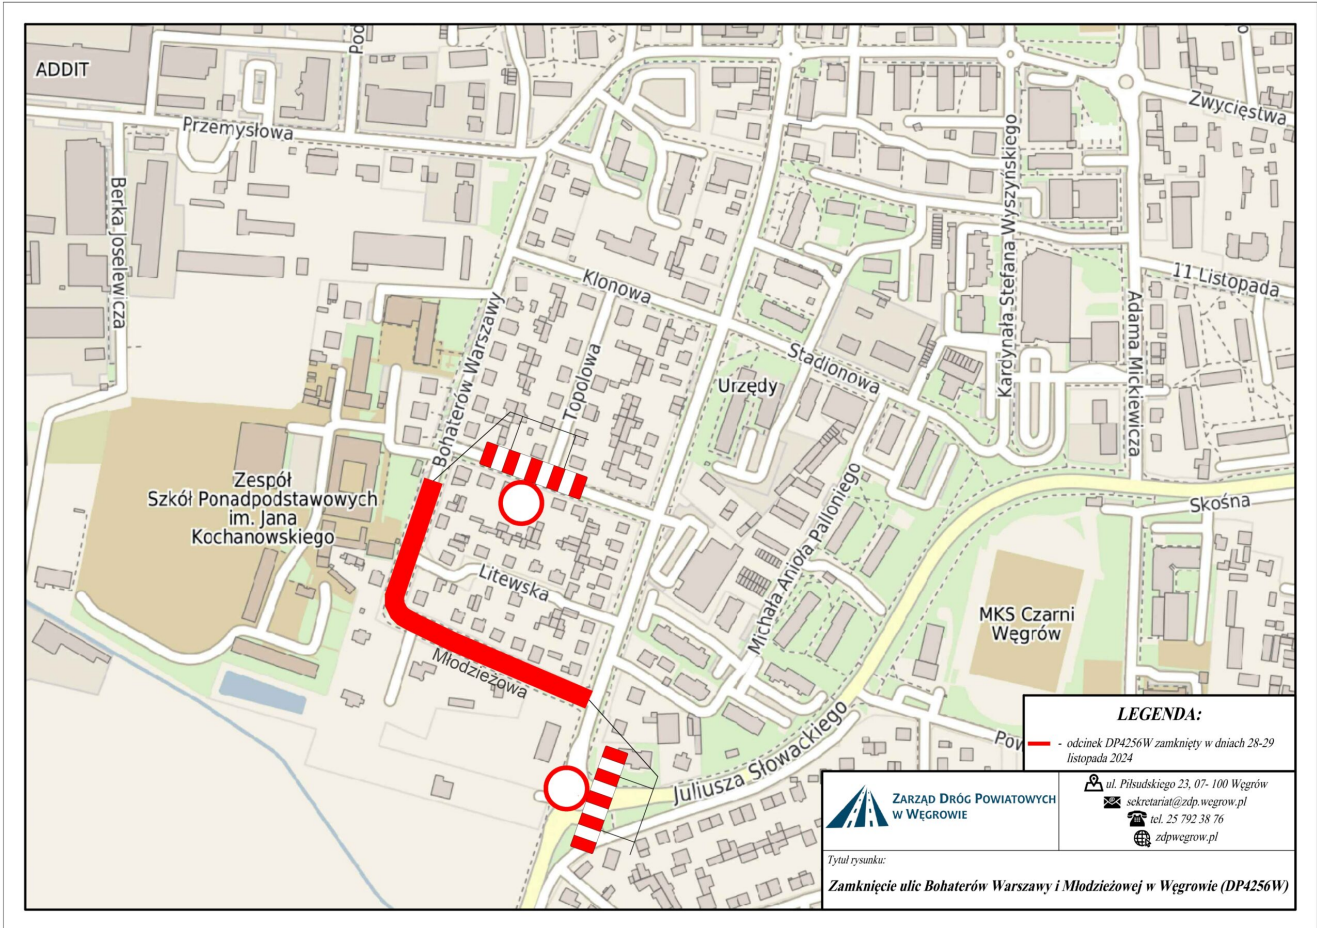 ADDIT
Zwycięstwa
Przemysłowa
Berka Joselewicza
Kardynała Stefana Wyszyńskiego
Klonowa
11 Listopada
Bohaterów Warszawy
Adama Mickiewicza
Topolowa
Stadionowa
Urzędy
Zespół
Szkół Ponadpodstawowych
im. Jana
Kochanowskiego
Skośna
Michała Anioła Palloniego
Litewska
MKS Czarni
Węgrów
Młodzieżowa
Juliusza Słowackiego
Pow
LEGENDA:
- odcinek DP4256W zamknięty w dniach 28-29
listopada 2024
ZARZĄD DRÓG POWIATOWYCH
W WĘGROWIE
ul. Piłsudskiego 23, 07- 100 Węgrów
sekretariat@zdp.wegrow.pl
tel. 25 792 38 76
zdpwegrow.pl
Tytuł rysunku:
Zamknięcie ulic Bohaterów Warszawy i Młodzieżowej w Węgrowie (DP4256W)